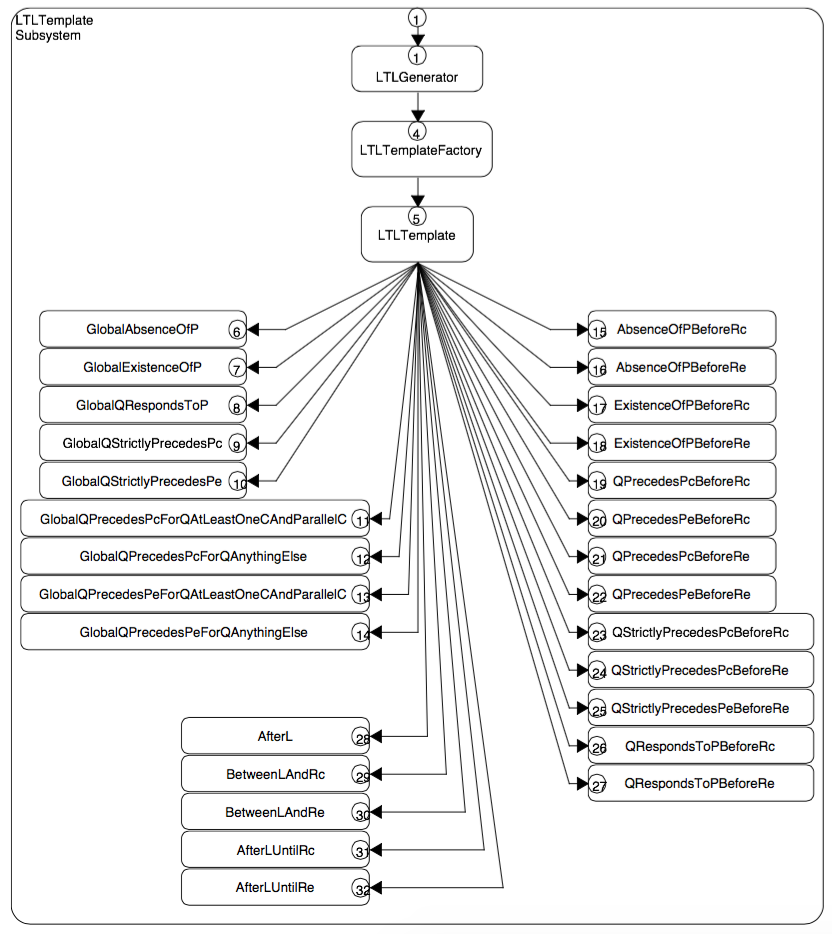 LTLTemplate
Subsystem
1
1
LTLGenerator
4
LTLTemplateFactory
5
LTLTemplate
GlobalAbsenceOfP 6
GlobalExistenceOfP 7
GlobalQRespondsToP 8
GlobalQStrictlyPrecedesPc 9
GlobalQStrictlyPrecedesPe 10
GlobalQPrecedesPcForQAtLeastOneCAndParallelC 11
GlobalQPrecedesPcForQAnythingElse 12
GlobalQPrecedesPeForQAtLeastOneCAndParallelC 13
GlobalQPrecedesPeForQAnythingElse 14
15 AbsenceOfPBeforeRc
16 AbsenceOfPBeforeRe
17 ExistenceOfPBeforeRc
18 ExistenceOfPBeforeRe
19 QPrecedesPcBeforeRc
20 QPrecedesPeBeforeRc
21 QPrecedesPcBeforeRe
22 QPrecedesPeBeforeRe
23 QStrictlyPrecedesPcBeforeRc
24 QStrictlyPrecedesPcBeforeRe
25 QStrictlyPrecedesPeBeforeRe
26 QRespondsToPBeforeRc
27 QRespondsToPBeforeRe
AfterL 28
BetweenLAndRc 29
BetweenLAndRe 30
AfterLUntilRc 31
AfterLUntilRe 32